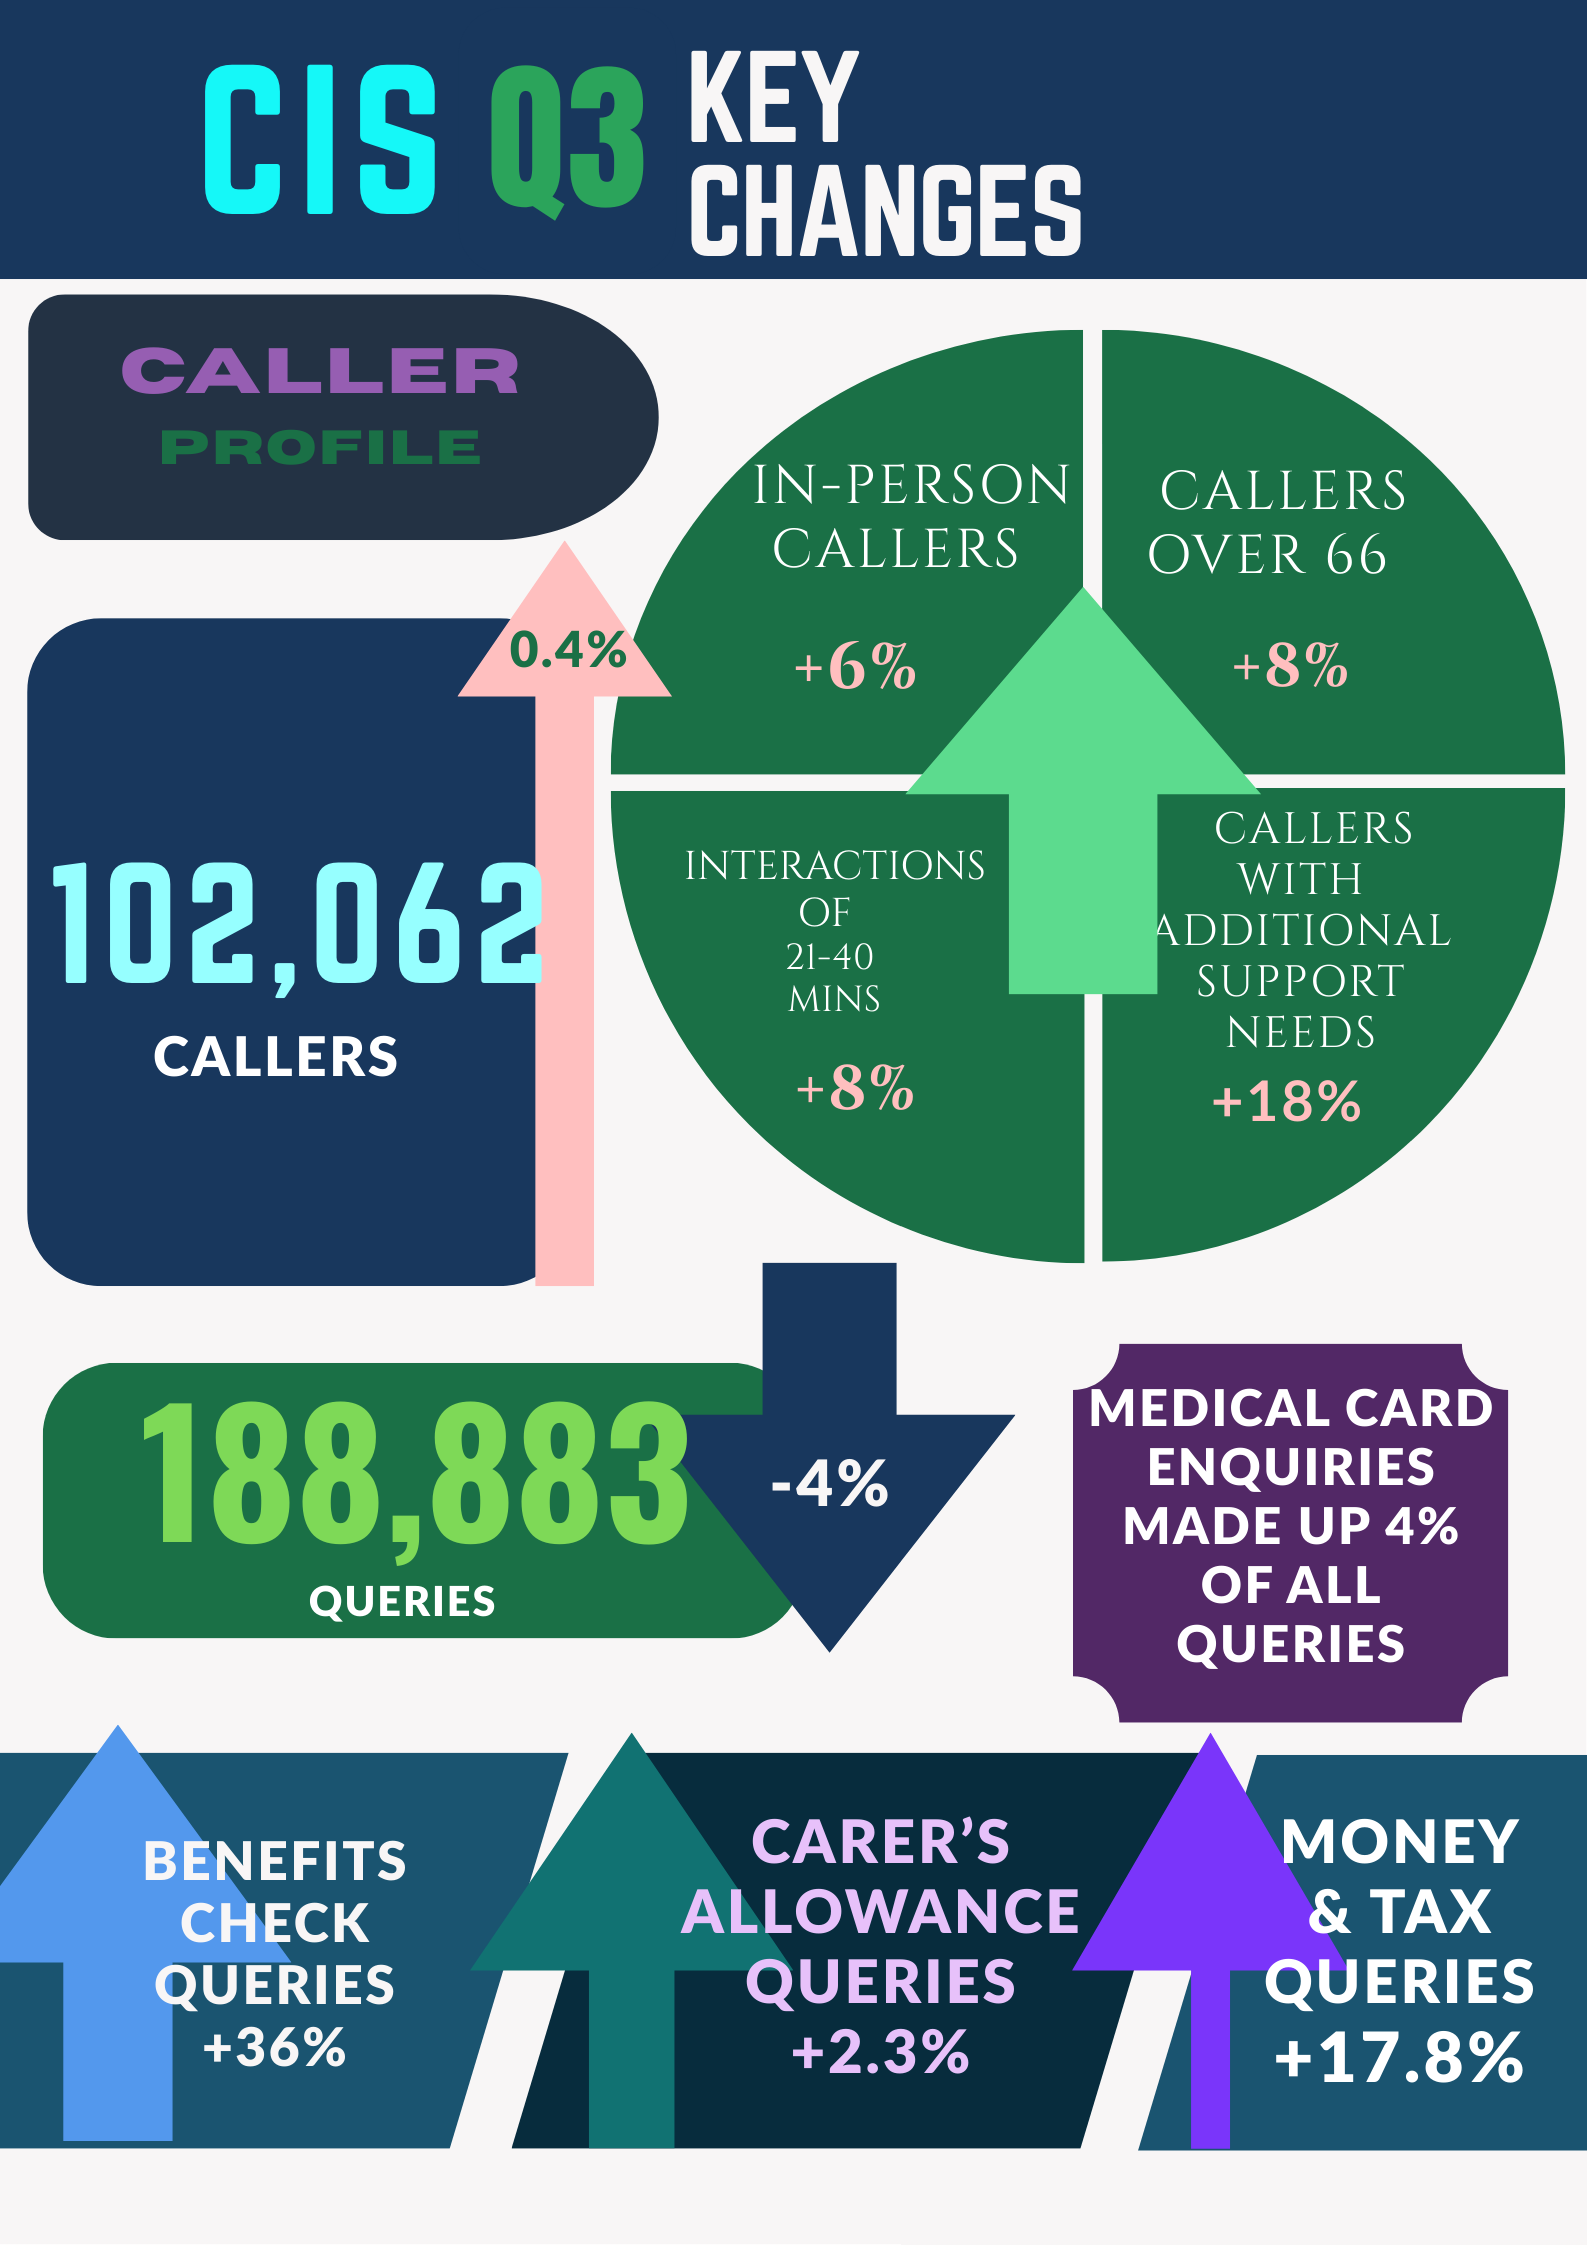 CIS Q3 KEY
CHANGES
CALLER
PROFILE
0.4%
102,062
CALLERS
IN-PERSON
CALLERS
+6%
CALLERS
OVER 66
+8%
INTERACTIONS
OF
21-40
MINS
+8%
CALLERS
WITH
ADDITIONAL
SUPPORT
NEEDS
+18%
188,883
QUERIES
-4%
MEDICAL CARD
ENQUIRIES
MADE UP 4%
OF ALL
QUERIES
BENEFITS
CHECK
QUERIES
+36%
CARER’S
ALLOWANCE
QUERIES
+2.3%
MONEY
& TAX
QUERIES
+17.8%